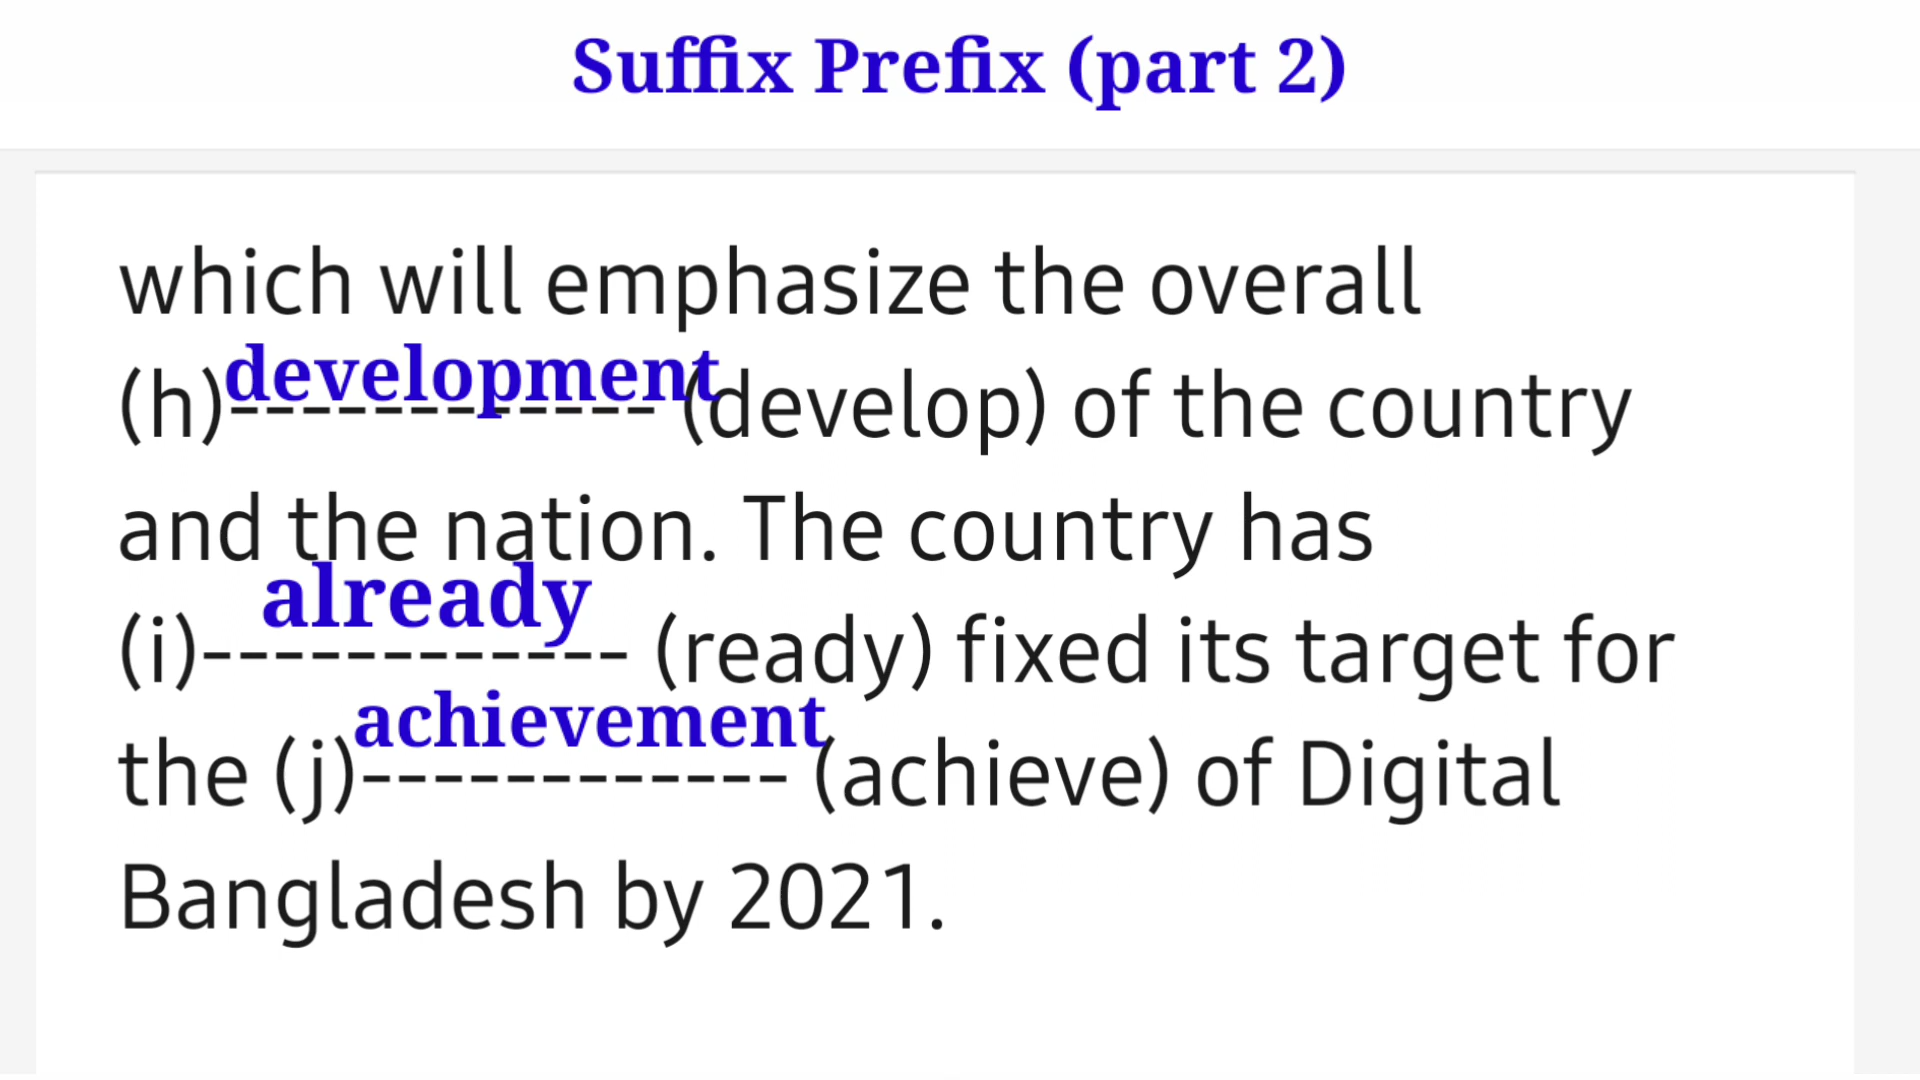 Suffix Prefix (part 2)
which will emphasize the overall
(h)------------ (develop) of the country
development
and the nation. The country has
already
(i)------------ (ready) fixed its target for
achievement
the (j)------------ (achieve) of Digital
Bangladesh by 2021.